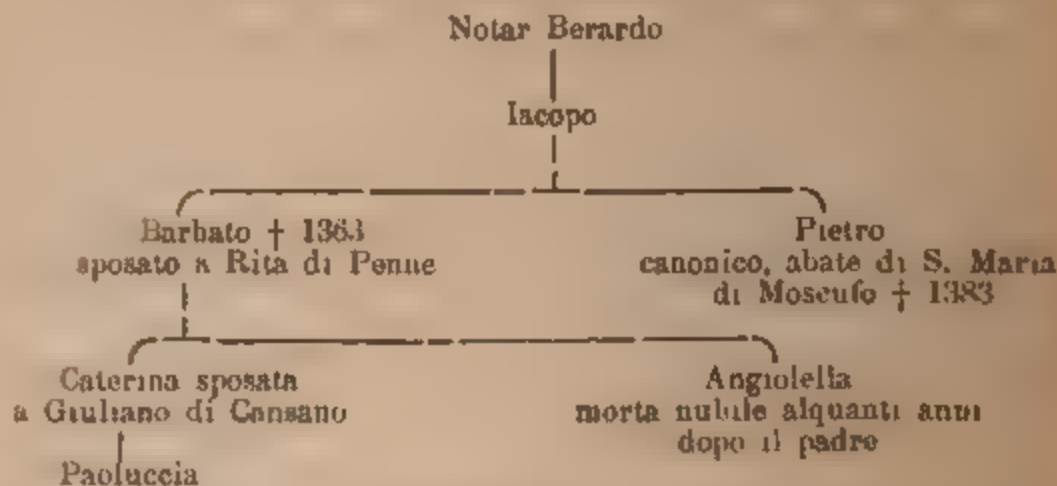 Notar Berardo
Iacopo
Barbato † 1363
sposato a Rita di Penne
Pietro
canonico, abate di S. Maria
di Moscufo † 1383
Caterina sposata
a Giuliano di Cansano
Angiolella
morta nubile alquanti anni
dopo il padre
Paoluccia